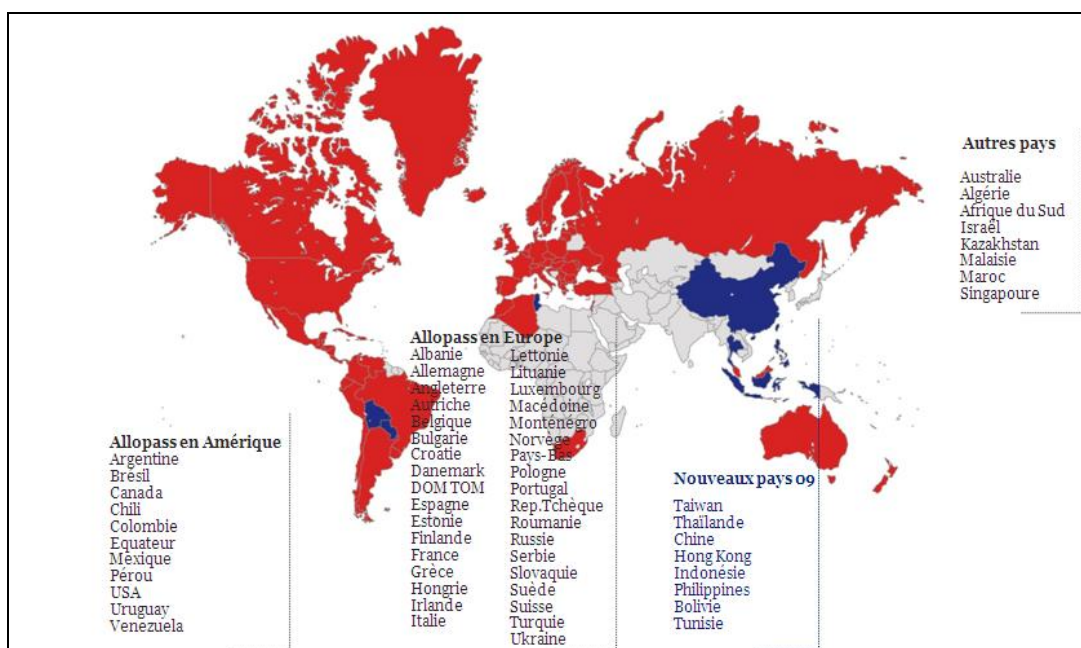 Autres pays
Australie
Algérie
Afrique du Sud
Israël
Kazakhstan
Malaisie
Maroc
Singapoure
Allopass en Europe
Albanie
Allemagne
Angleterre
Autriche
Belgique
Bulgarie
Croatie
Danemark
DOM TOM
Espagne
Estonie
Finlande
France
Grèce
Hongrie
Irlande
Italie
Lettonie
Lituanie
Luxembourg
Macédoine
Monténégro
Norvège
Pays-Bas
Pologne
Portugal
Rep.Tchèque
Roumanie
Russie
Serbie
Slovaquie
Suède
Suisse
Turquie
Ukraine
Allopass en Amérique
Argentine
Brésil
Canada
Chili
Colombie
Equateur
Mexique
Pérou
USA
Uruguay
Venezuela
Nouveaux pays 09
Taiwan
Thaïlande
Chine
Hong Kong
Indonésie
Philippines
Bolivie
Tunisie